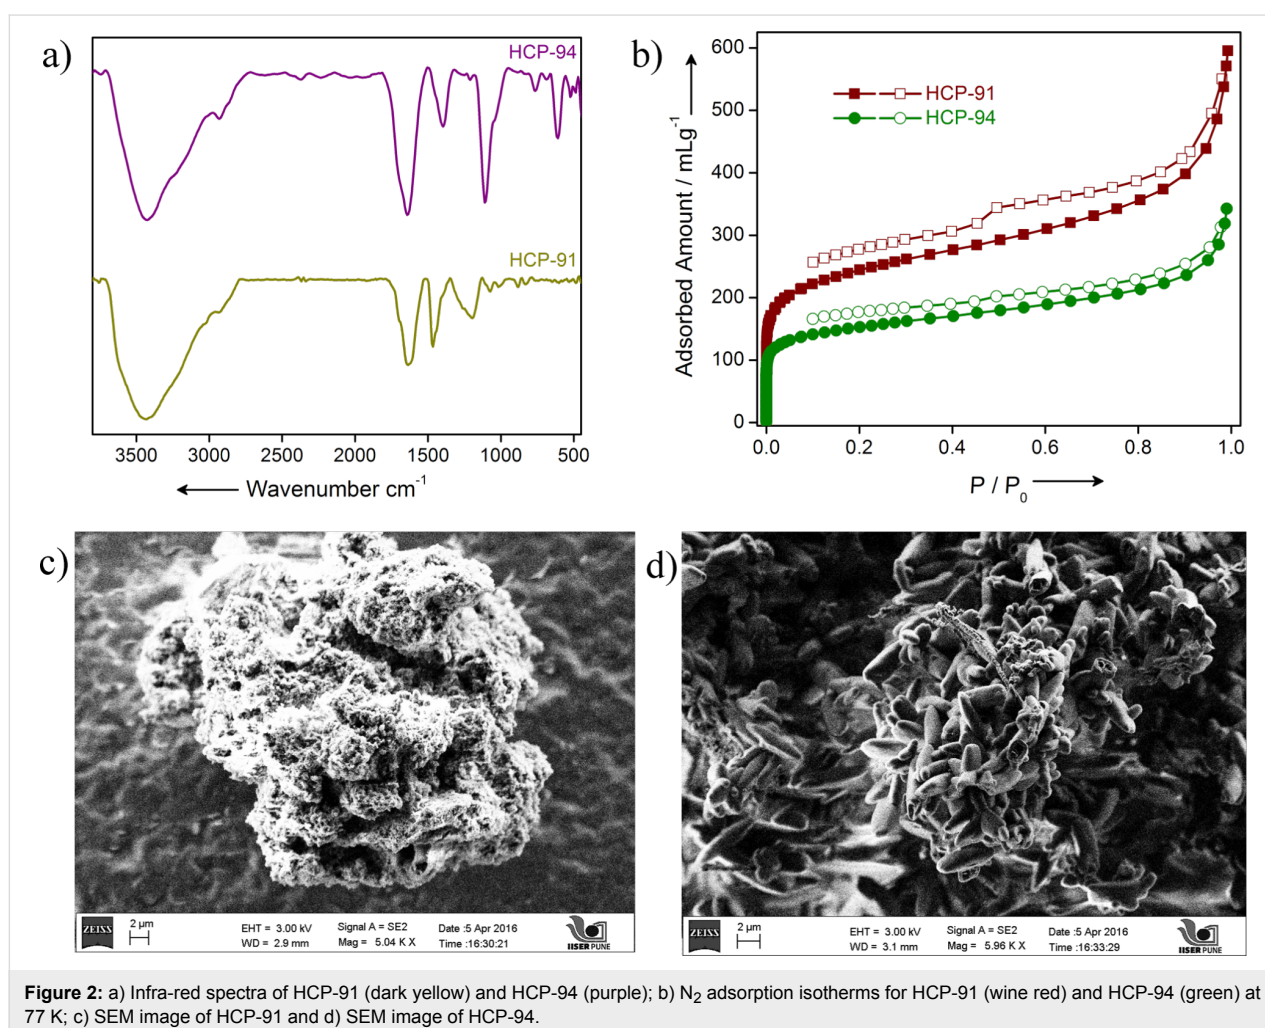 a)
HCP-94
HCP-91
3500 3000 2500 2000 1500 1000 500
Wavenumber cm⁻¹
b)
600
500
400
300
200
100
0
Adsorbed Amount / mLg⁻¹
HCP-91
HCP-94
0.0 0.2 0.4 0.6 0.8 1.0
P / P₀
c)
ZEISS
2 µm
EHT = 3.00 kV
WD = 2.9 mm
Signal A = SE2
Mag = 5.04 K X
Date :5 Apr 2016
Time :16:30:21
IISER PUNE
d)
ZEISS
2 µm
EHT = 3.00 kV
WD = 3.1 mm
Signal A = SE2
Mag = 5.96 K X
Date :5 Apr 2016
Time :16:33:29
IISER PUNE
Figure 2: a) Infra-red spectra of HCP-91 (dark yellow) and HCP-94 (purple); b) N₂ adsorption isotherms for HCP-91 (wine red) and HCP-94 (green) at
77 K; c) SEM image of HCP-91 and d) SEM image of HCP-94.